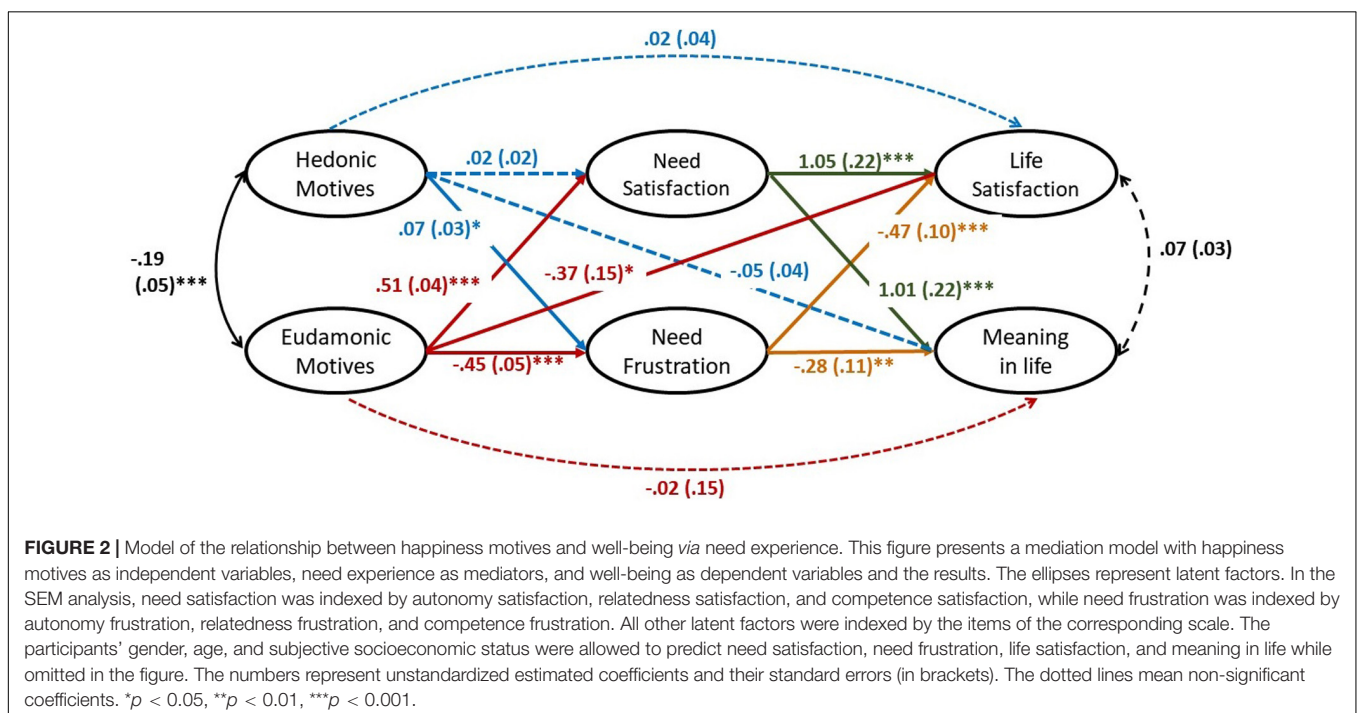 .02 (.04)
Hedonic
Motives
.02 (.02)
Need
Satisfaction
1.05 (.22)***
Life
Satisfaction
.07 (.03)*
-.47 (.10)***
-.19
(.05)***
.51 (.04)***
-.37 (.15)*
-.05 (.04)
1.01 (.22)***
.07 (.03)
Eudamonic
Motives
-.45 (.05)***
Need
Frustration
-.28 (.11)**
Meaning
in life
-.02 (.15)
FIGURE 2 | Model of the relationship between happiness motives and well-being via need experience. This figure presents a mediation model with happiness
motives as independent variables, need experience as mediators, and well-being as dependent variables and the results. The ellipses represent latent factors. In the
SEM analysis, need satisfaction was indexed by autonomy satisfaction, relatedness satisfaction, and competence satisfaction, while need frustration was indexed by
autonomy frustration, relatedness frustration, and competence frustration. All other latent factors were indexed by the items of the corresponding scale. The
participants' gender, age, and subjective socioeconomic status were allowed to predict need satisfaction, need frustration, life satisfaction, and meaning in life while
omitted in the figure. The numbers represent unstandardized estimated coefficients and their standard errors (in brackets). The dotted lines mean non-significant
coefficients. *p < 0.05, **p < 0.01, ***p < 0.001.